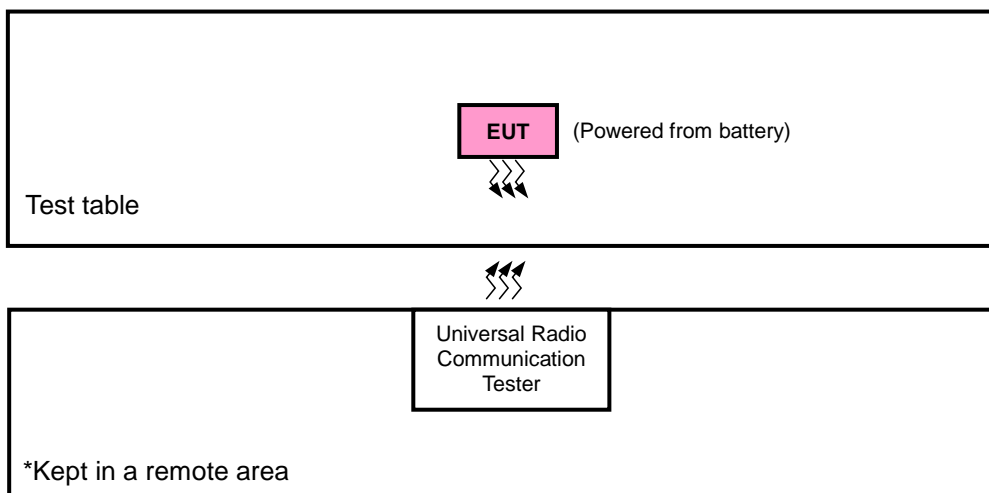 EUT
(Powered from battery)
Test table
Universal Radio
Communication
Tester
*Kept in a remote area